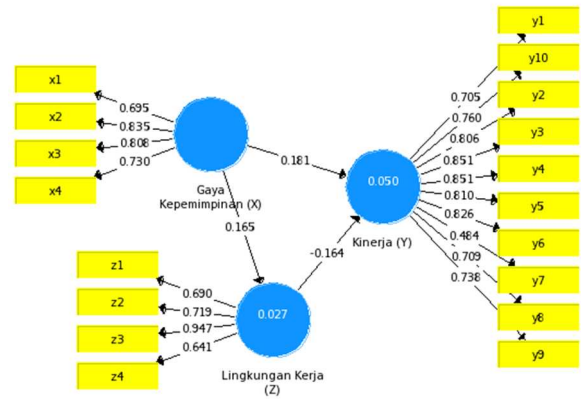 x1
x2
x3
x4
0.695
0.835
0.808
0.730
Gaya
Kepemimpinan (X)
0.181
0.165
-0.164
0.050
Kinerja (Y)
z1
z2
z3
z4
0.690
0.719
0.947
0.641
0.027
Lingkungan Kerja
(Z)
0.705
0.760
0.806
0.851
0.851
0.810
0.826
0.484
0.709
0.738
y1
y10
y2
y3
y4
y5
y6
y7
y8
y9